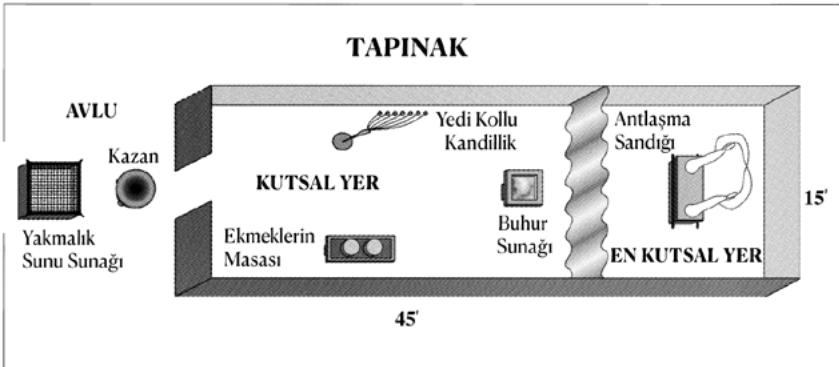 TAPINAK
AVLU
Kazan
Yakmalık
Sunu Sunağı
KUTSAL YER
Yedi Kollu
Kandillik
Ekmeklerin
Masası
Buhur
Sunağı
Antlaşma
Sandığı
EN KUTSAL YER
15'
45'